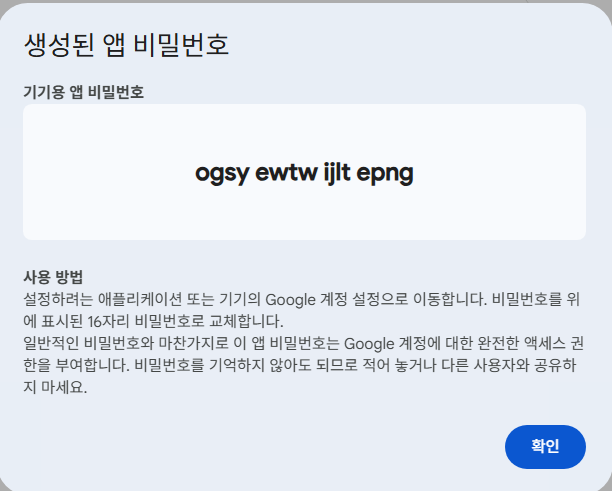 생성된 앱 비밀번호
기기용 앱 비밀번호
ogsy ewtw ijlt epng
사용 방법
설정하려는 애플리케이션 또는 기기의 Google 계정 설정으로 이동합니다. 비밀번호를 위
에 표시된 16자리 비밀번호로 교체합니다.
일반적인 비밀번호와 마찬가지로 이 앱 비밀번호는 Google 계정에 대한 완전한 액세스 권
한을 부여합니다. 비밀번호를 기억하지 않아도 되므로 적어 놓거나 다른 사용자와 공유하
지 마세요.
확인